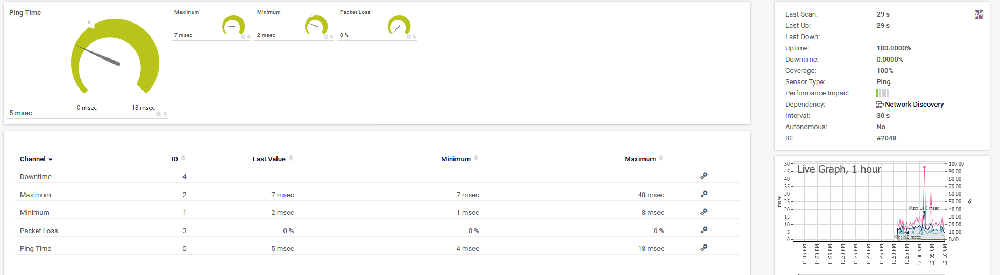 Ping Time
x̄
0 msec 18 msec
5 msec
Maximum
7 msec
Minimum
2 msec
Packet Loss
0 %
Channel ID Last Value Minimum Maximum
Downtime -4
Maximum 2 7 msec 7 msec 48 msec
Minimum 1 2 msec 1 msec 8 msec
Packet Loss 3 0 % 0 % 0 %
Ping Time 0 5 msec 4 msec 18 msec
Last Scan: 29 s
Last Up: 29 s
Last Down:
Uptime: 100.0000%
Downtime: 0.0000%
Coverage: 100%
Sensor Type: Ping
Performance Impact:
Dependency: Network Discovery
Interval: 30 s
Autonomous: No
ID: #2048
Live Graph, 1 hour
50 100.00
45 90.00
40 80.00
35 70.00
30 60.00
25 50.00
20 40.00
15 30.00
10 20.00
5 10.00
0 0.00
msec
%
Max: 18.0 msec
Min: 4.2 msec
11:15 PM
11:20 PM
11:25 PM
11:30 PM
11:35 PM
11:40 PM
11:45 PM
11:50 PM
11:55 PM
12:00 AM
12:05 AM
12:10 AM